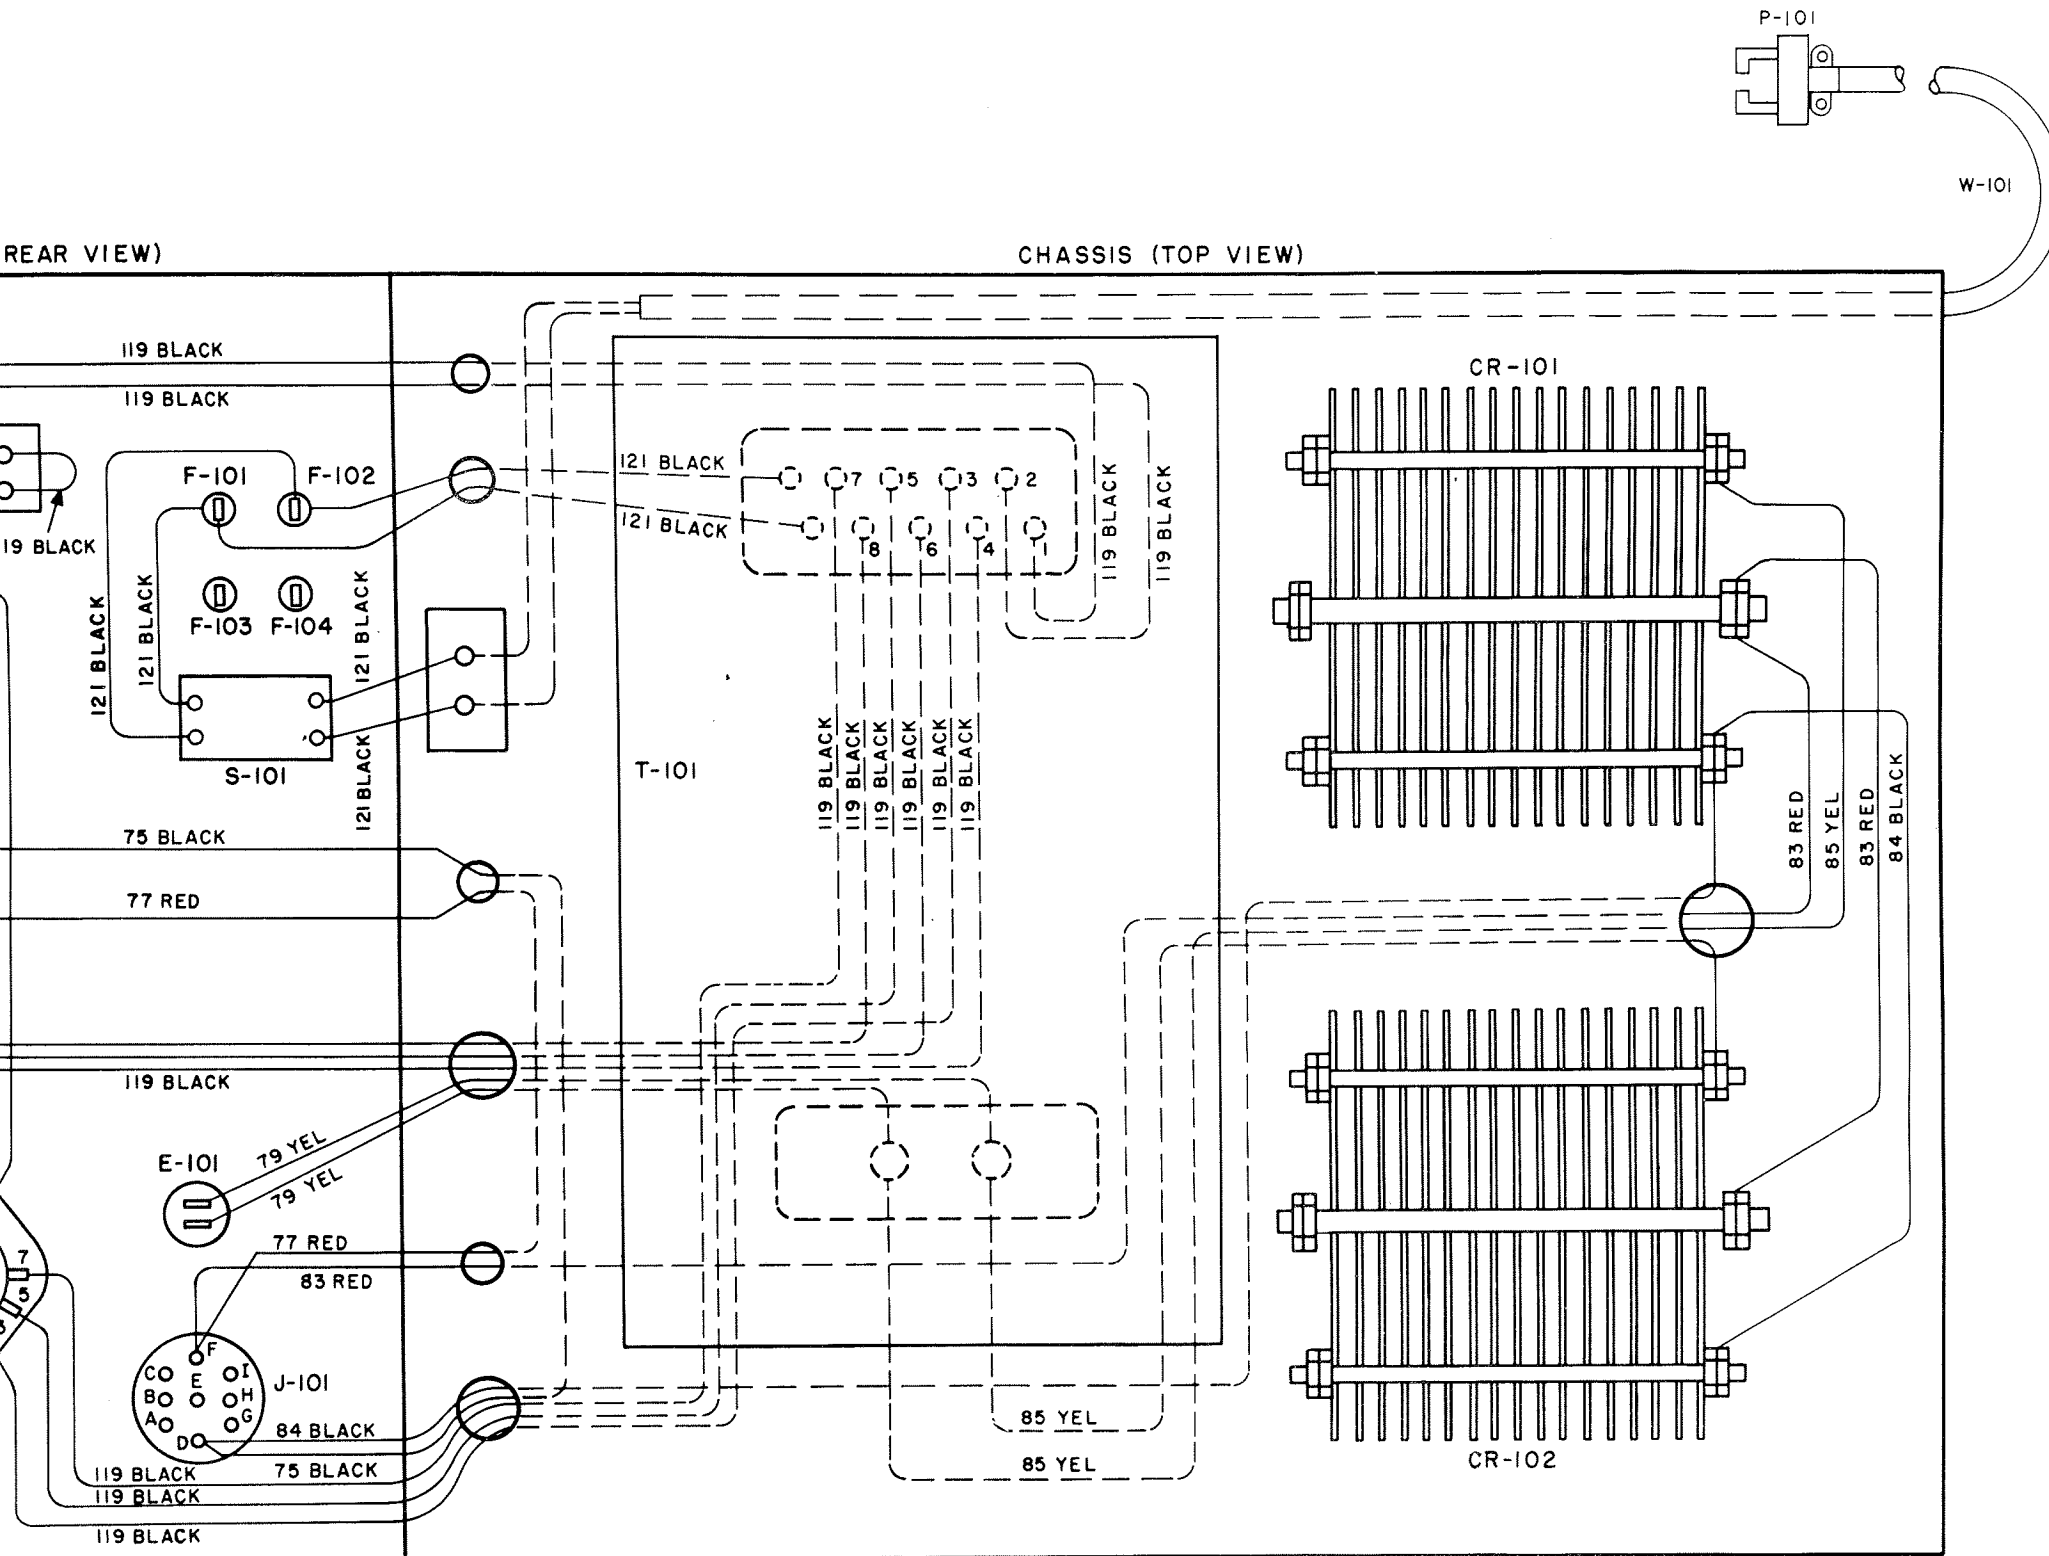 P-101
W-101
REAR VIEW)
CHASSIS (TOP VIEW)
119 BLACK
119 BLACK
CR-101
F-101
F-102
121 BLACK
7
5
3
2
121 BLACK
8
6
4
119 BLACK
119 BLACK
19 BLACK
121 BLACK
121 BLACK
121 BLACK
F-103
F-104
S-101
121 BLACK
T-101
119 BLACK
119 BLACK
119 BLACK
119 BLACK
119 BLACK
119 BLACK
83 RED
85 YEL
83 RED
84 BLACK
75 BLACK
77 RED
119 BLACK
E-101
79 YEL
79 YEL
77 RED
83 RED
7
5
3
F
C
E
I
B
H
A
G
D
J-101
84 BLACK
75 BLACK
119 BLACK
119 BLACK
119 BLACK
85 YEL
85 YEL
CR-102